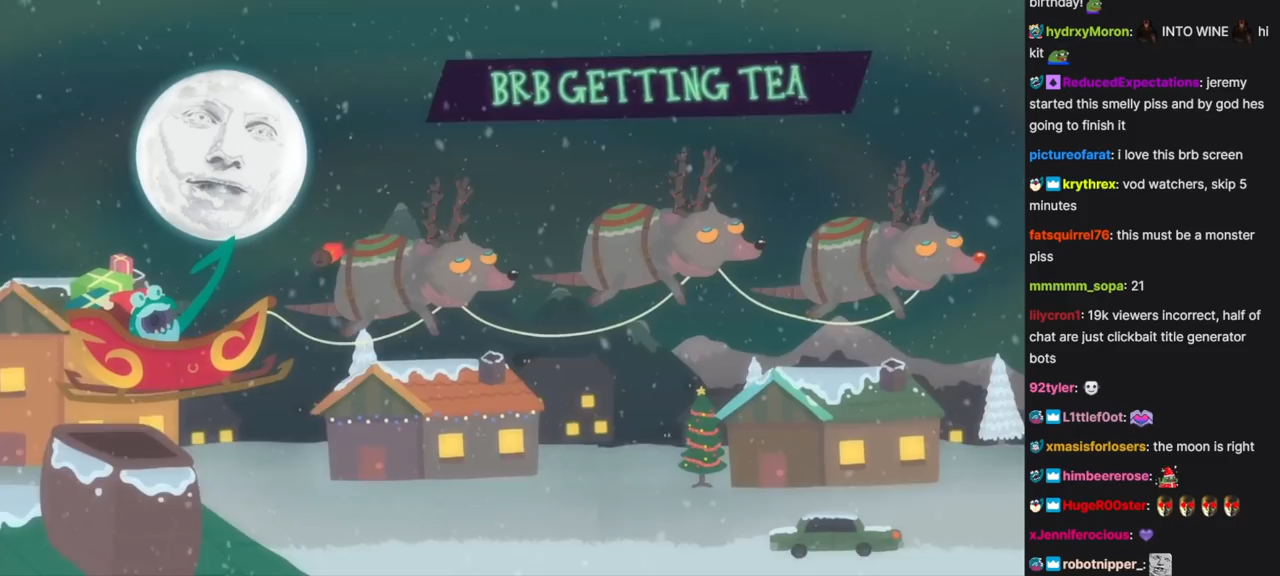 BRB GETTING TEA
birthday!
hydrxyMoron: INTO WINE hi
kit
ReducedExpectations: jeremy
started this smelly piss and by god hes
going to finish it
pictureofarat: i love this brb screen
krythrex: vod watchers, skip 5
minutes
fatsquirrel76: this must be a monster
piss
mmmmm_sopa: 21
lilycron1: 19k viewers incorrect, half of
chat are just clickbait title generator
bots
92tyler:
L1ttlef0ot:
xmasisforlosers: the moon is right
himbeererose:
HugeR00ster:
xJenniferocious:
robotnipper_: